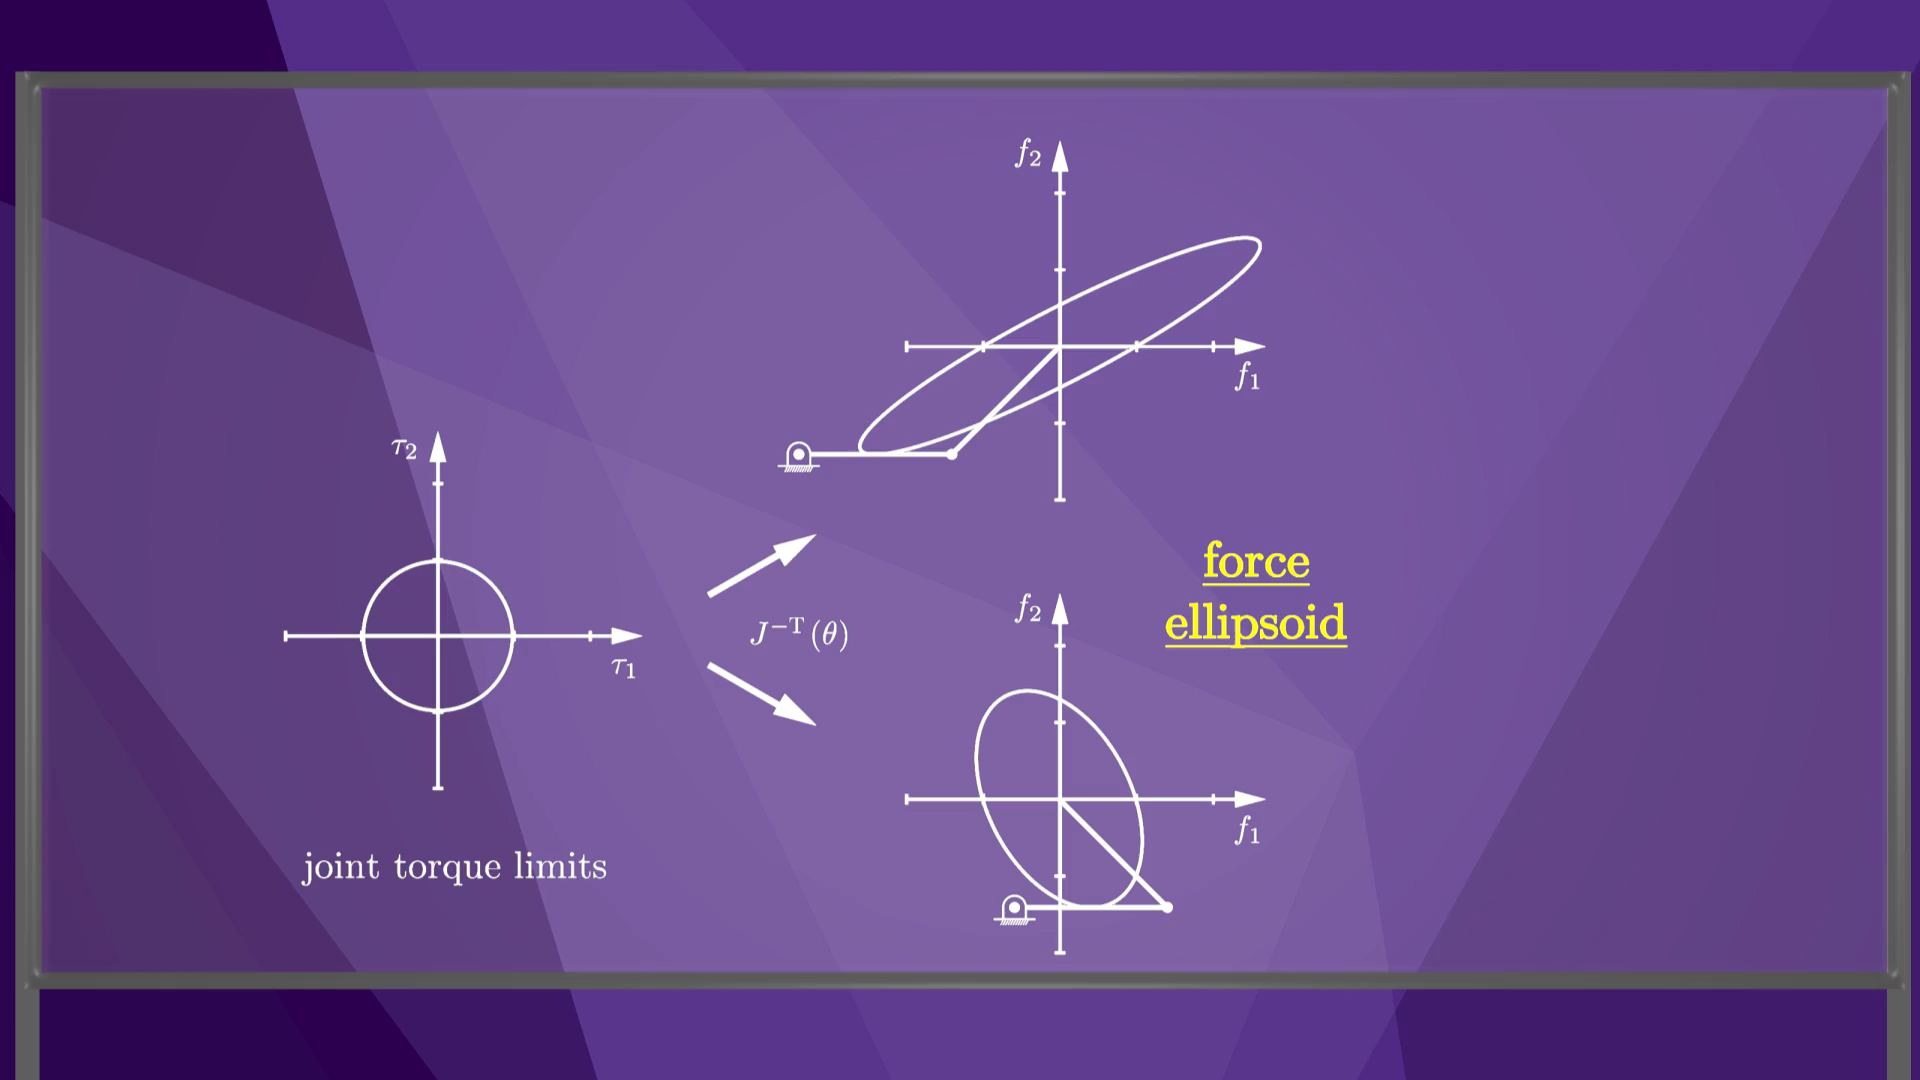 f₂
f₁
τ₂
τ₁
joint torque limits
J⁻ᵀ(θ)
force
ellipsoid
f₂
f₁